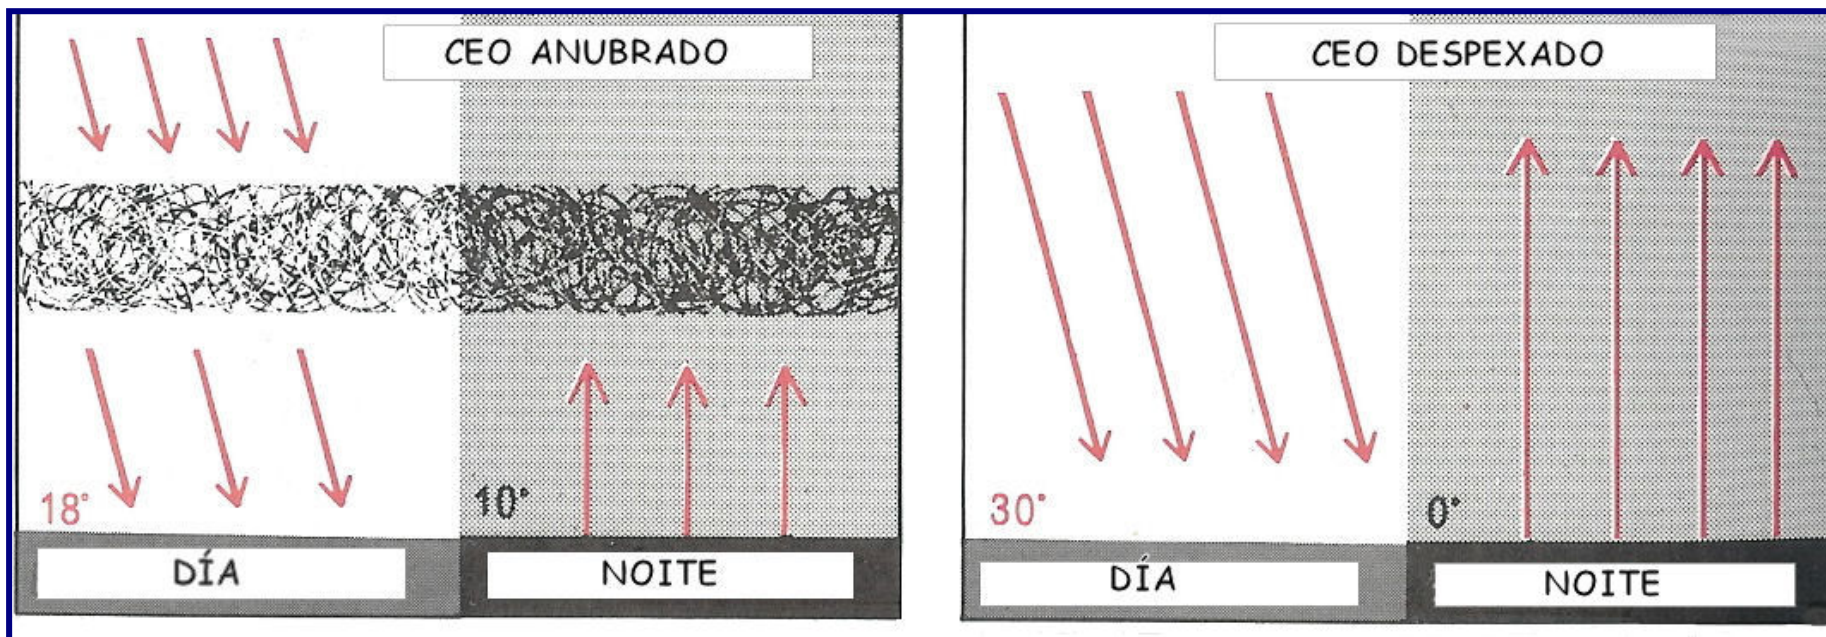 CEO ANUBRADO
18°
10°
DÍA
NOITE
CEO DESPEXADO
30°
0°
DÍA
NOITE